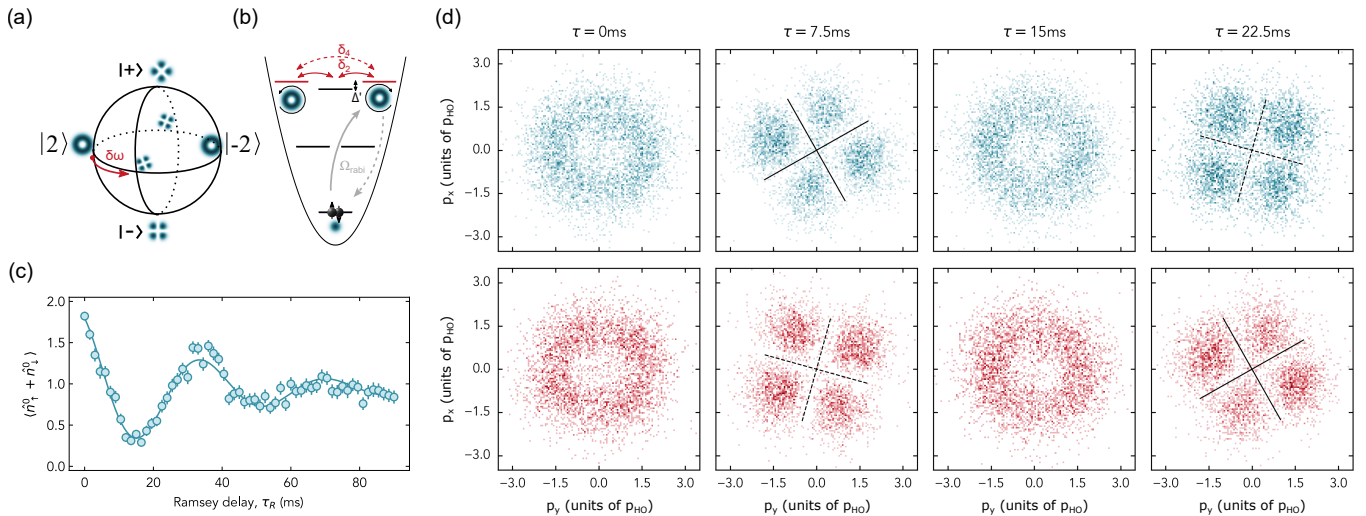 (a)
|+>
|2⟩
δω
|-2⟩
|−>
(b)
δ4
δ2
Δ'
Ωrabi
(c)
⟨n̂⁰↑ + n̂⁰↓⟩
2.0
1.5
1.0
0.5
0.0
0 20 40 60 80
Ramsey delay, τR (ms)
(d)
τ = 0ms τ = 7.5ms τ = 15ms τ = 22.5ms
px (units of pHO)
3.0
1.5
0.0
−1.5
−3.0
px (units of pHO)
3.0
1.5
0.0
−1.5
−3.0
−3.0 −1.5 0.0 1.5 3.0 −3.0 −1.5 0.0 1.5 3.0 −3.0 −1.5 0.0 1.5 3.0 −3.0 −1.5 0.0 1.5 3.0
py (units of pHO) py (units of pHO) py (units of pHO) py (units of pHO)